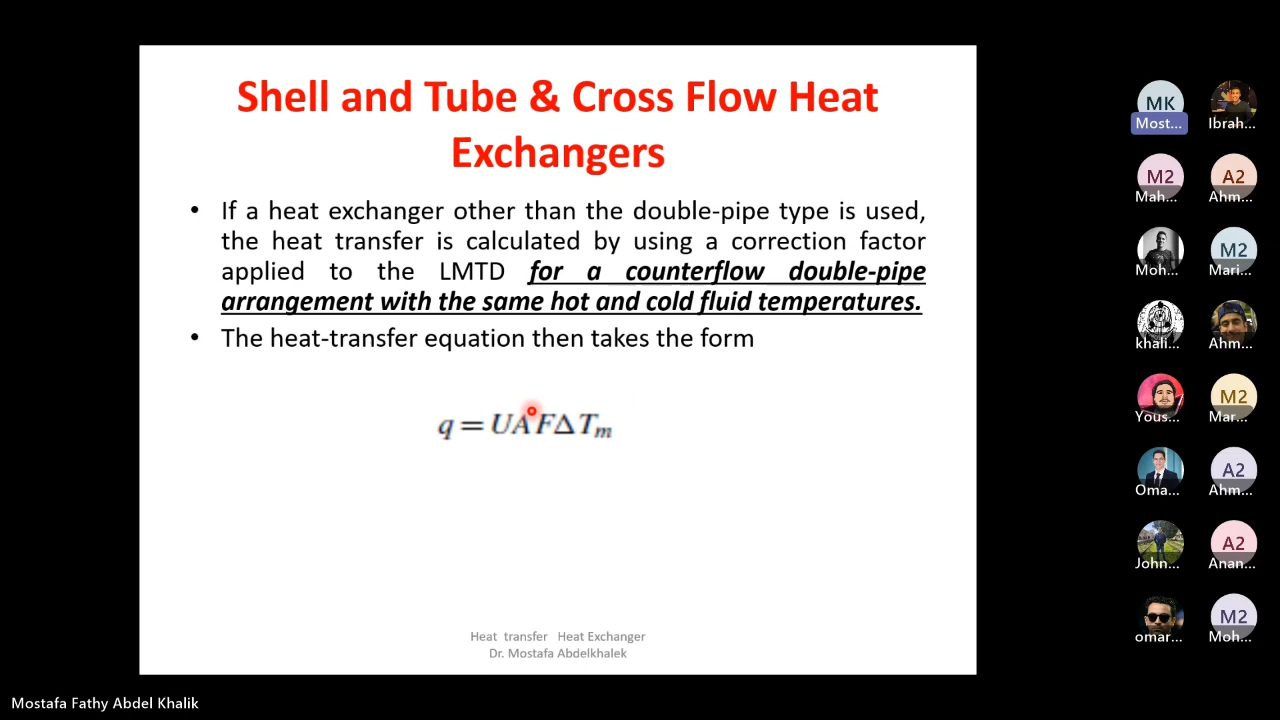 Shell and Tube & Cross Flow Heat
Exchangers
• If a heat exchanger other than the double-pipe type is used,
the heat transfer is calculated by using a correction factor
applied to the LMTD for a counterflow double-pipe
arrangement with the same hot and cold fluid temperatures.
• The heat-transfer equation then takes the form
q = UAFΔTm
Heat transfer Heat Exchanger
Dr. Mostafa Abdelkhalek
MK
Most...
Ibrah...
M2
Mah...
A2
Ahm...
Moh...
M2
Mari...
khali...
Ahm...
Yous...
M2
Mar...
Oma...
A2
Ahm...
John...
A2
Anan...
omar...
M2
Moh...
Mostafa Fathy Abdel Khalik